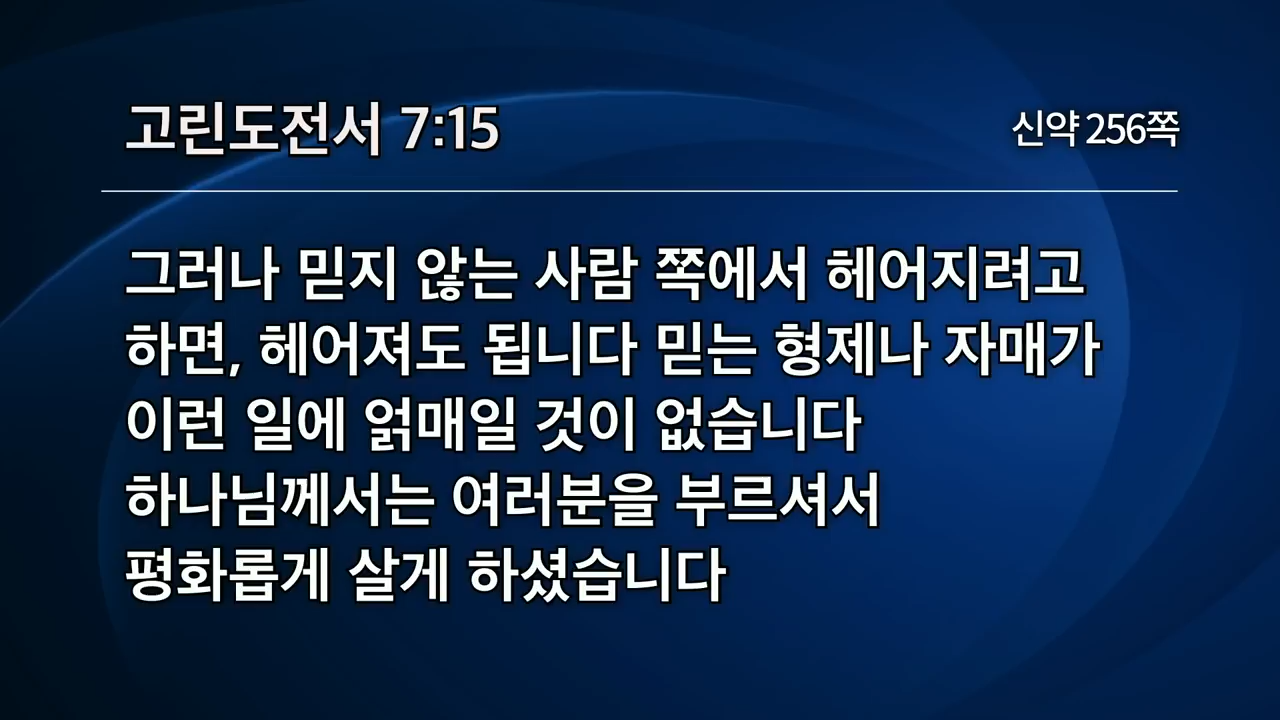 고린도전서 7:15
신약 256쪽
그러나 믿지 않는 사람 쪽에서 헤어지려고
하면, 헤어져도 됩니다 믿는 형제나 자매가
이런 일에 얽매일 것이 없습니다
하나님께서는 여러분을 부르셔서
평화롭게 살게 하셨습니다